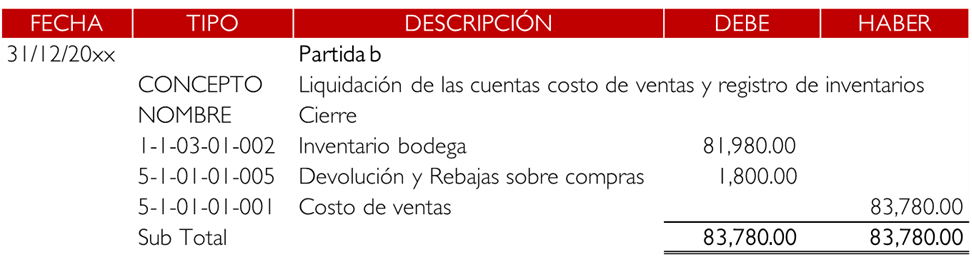 FECHA TIPO DESCRIPCIÓN DEBE HABER
31/12/20xx Partida b
CONCEPTO Liquidación de las cuentas costo de ventas y registro de inventarios
NOMBRE Cierre
1-1-03-01-002 Inventario bodega 81,980.00
5-1-01-01-005 Devolución y Rebajas sobre compras 1,800.00
5-1-01-01-001 Costo de ventas 83,780.00
Sub Total 83,780.00 83,780.00